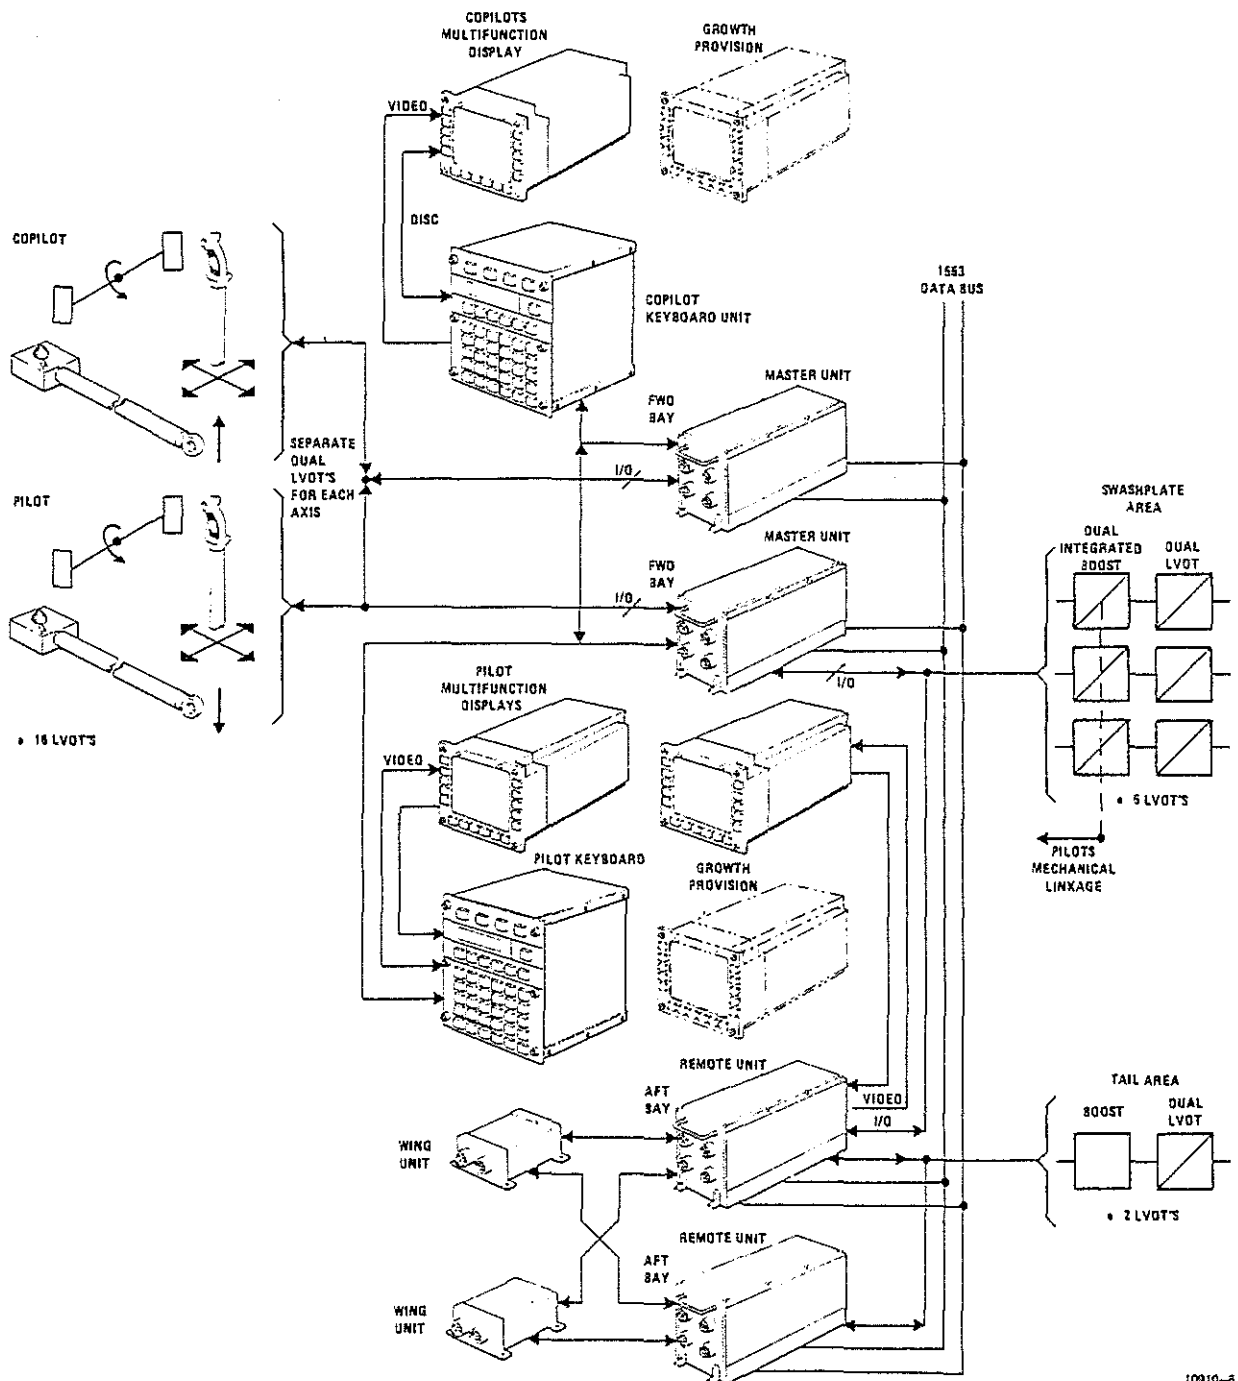 COPILOTS
MULTIFUNCTION
DISPLAY
GROWTH
PROVISION
VIDEO
DISC
COPILOT
COPILOT
KEYBOARD UNIT
1553
DATA BUS
MASTER UNIT
FWD
BAY
SEPARATE
DUAL
LVDT'S
FOR EACH
AXIS
I/O
PILOT
MASTER UNIT
FWD
BAY
I/O
SWASHPLATE
AREA
DUAL
INTEGRATED
BOOST
DUAL
LVDT
I/O
PILOT
MULTIFUNCTION
DISPLAYS
• 16 LVDT'S
VIDEO
• 6 LVDT'S
PILOTS
MECHANICAL
LINKAGE
PILOT KEYBOARD
GROWTH
PROVISION
REMOTE UNIT
AFT
BAY
VIDEO
I/O
TAIL AREA
BOOST
DUAL
LVDT
WING
UNIT
• 2 LVDT'S
REMOTE UNIT
AFT
BAY
WING
UNIT